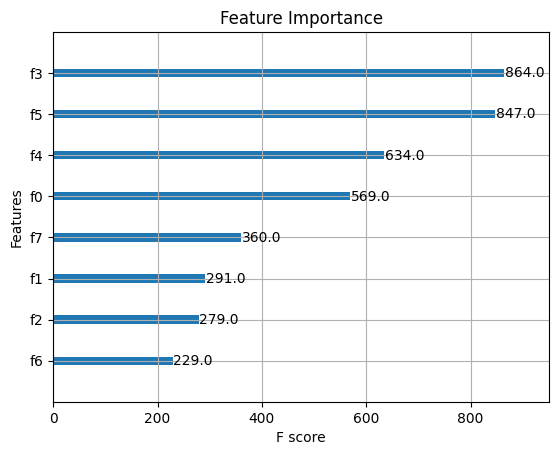 Feature Importance
Features
f3 864.0
f5 847.0
f4 634.0
f0 569.0
f7 360.0
f1 291.0
f2 279.0
f6 229.0
0 200 400 600 800
F score